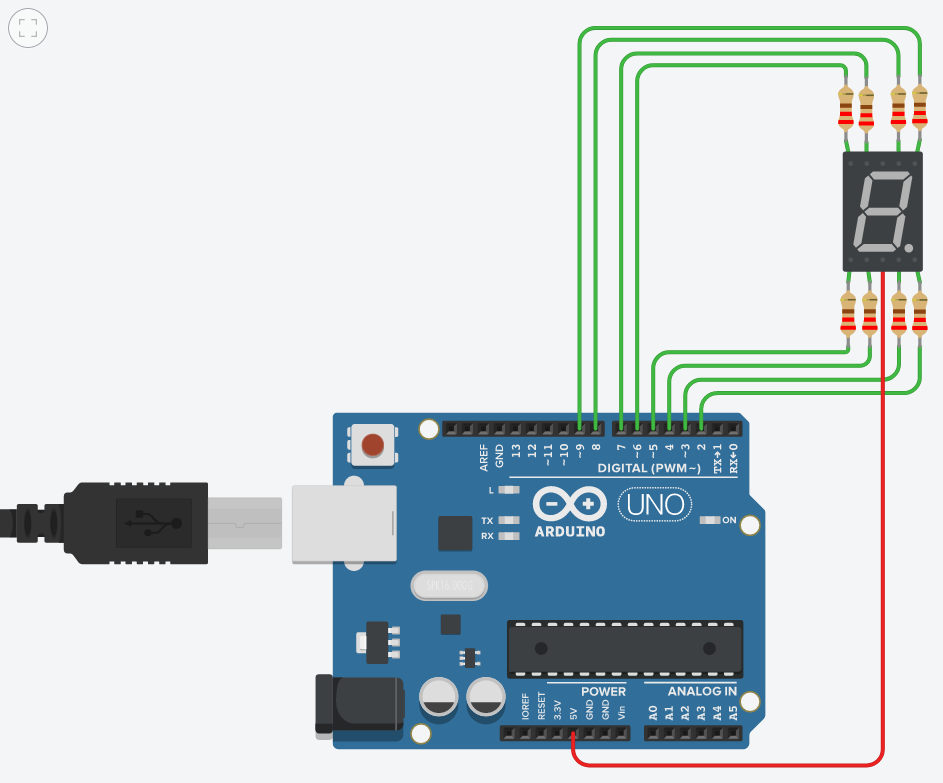 AREF
GND
13
12
~11
~10
~9
8
7
~6
~5
4
~3
2
TX→1
RX←0
DIGITAL (PWM~)
L
TX
RX
UNO
ARDUINO
ON
POWER
ANALOG IN
IOREF
RESET
3.3V
5V
GND
GND
Vin
A0
A1
A2
A3
A4
A5